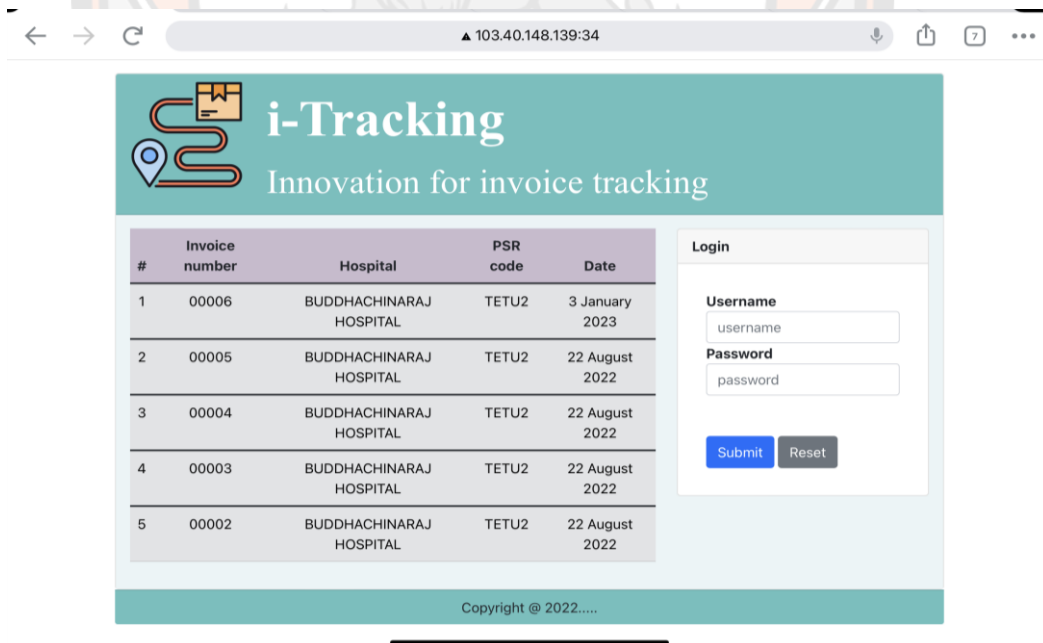 103.40.148.139:34
7
i-Tracking
Innovation for invoice tracking
# Invoice number Hospital PSR code Date
1 00006 BUDDHACHINARAJ HOSPITAL TETU2 3 January 2023
2 00005 BUDDHACHINARAJ HOSPITAL TETU2 22 August 2022
3 00004 BUDDHACHINARAJ HOSPITAL TETU2 22 August 2022
4 00003 BUDDHACHINARAJ HOSPITAL TETU2 22 August 2022
5 00002 BUDDHACHINARAJ HOSPITAL TETU2 22 August 2022
Login
Username
username
Password
password
Submit Reset
Copyright @ 2022.....